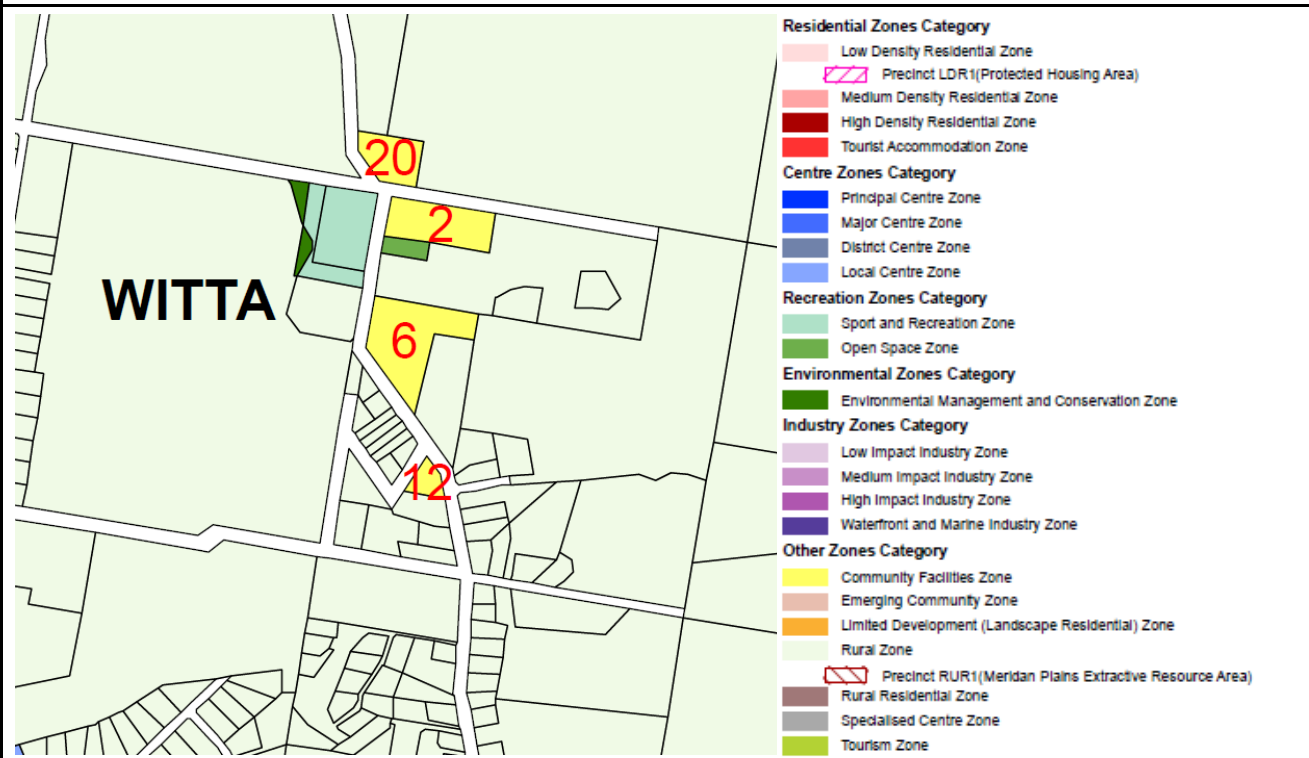 20
2
WITTA
6
12
Residential Zones Category
Low Density Residential Zone
Precinct LDR1(Protected Housing Area)
Medium Density Residential Zone
High Density Residential Zone
Tourist Accommodation Zone
Centre Zones Category
Principal Centre Zone
Major Centre Zone
District Centre Zone
Local Centre Zone
Recreation Zones Category
Sport and Recreation Zone
Open Space Zone
Environmental Zones Category
Environmental Management and Conservation Zone
Industry Zones Category
Low Impact Industry Zone
Medium Impact Industry Zone
High Impact Industry Zone
Waterfront and Marine Industry Zone
Other Zones Category
Community Facilities Zone
Emerging Community Zone
Limited Development (Landscape Residential) Zone
Rural Zone
Precinct RUR1(Meridan Plains Extractive Resource Area)
Rural Residential Zone
Specialised Centre Zone
Tourism Zone